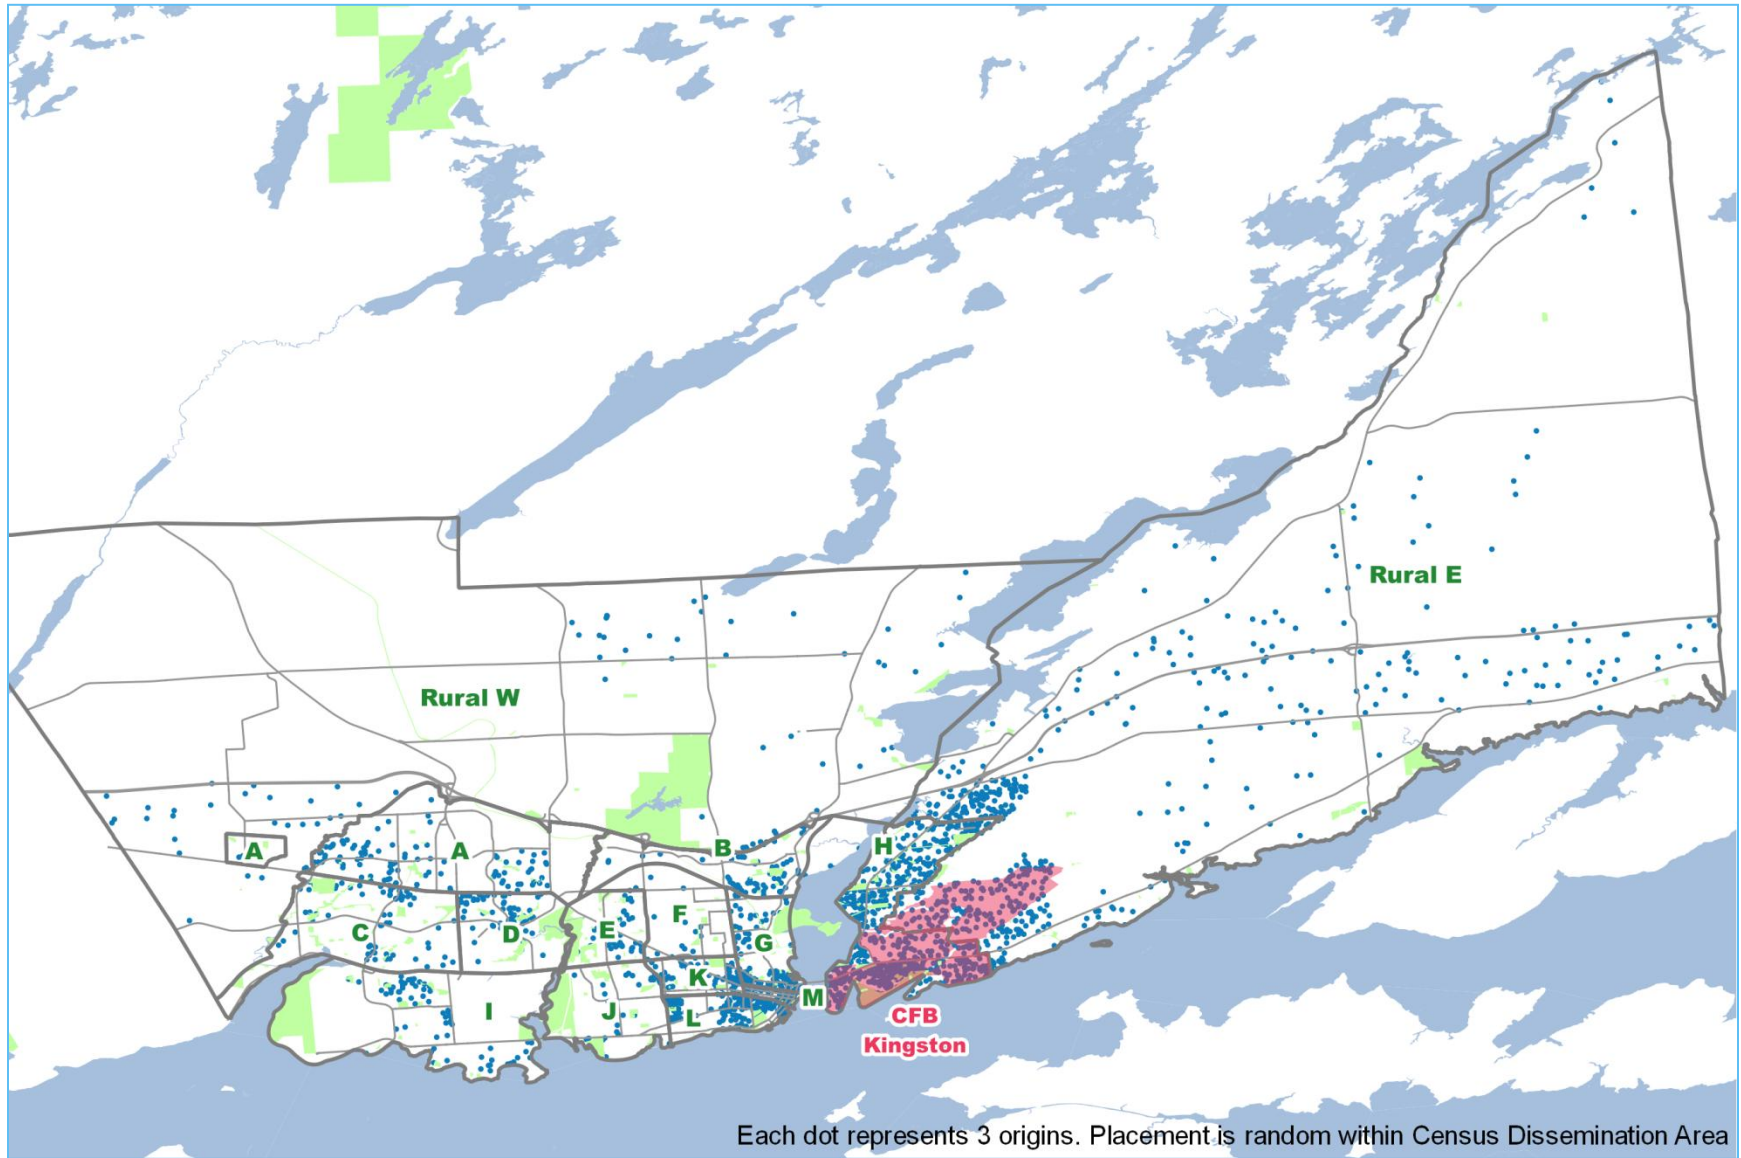 Rural E
Rural W
A
A
B
H
C
D
E
F
G
K
M
I
J
L
CFB
Kingston
Each dot represents 3 origins. Placement is random within Census Dissemination Area